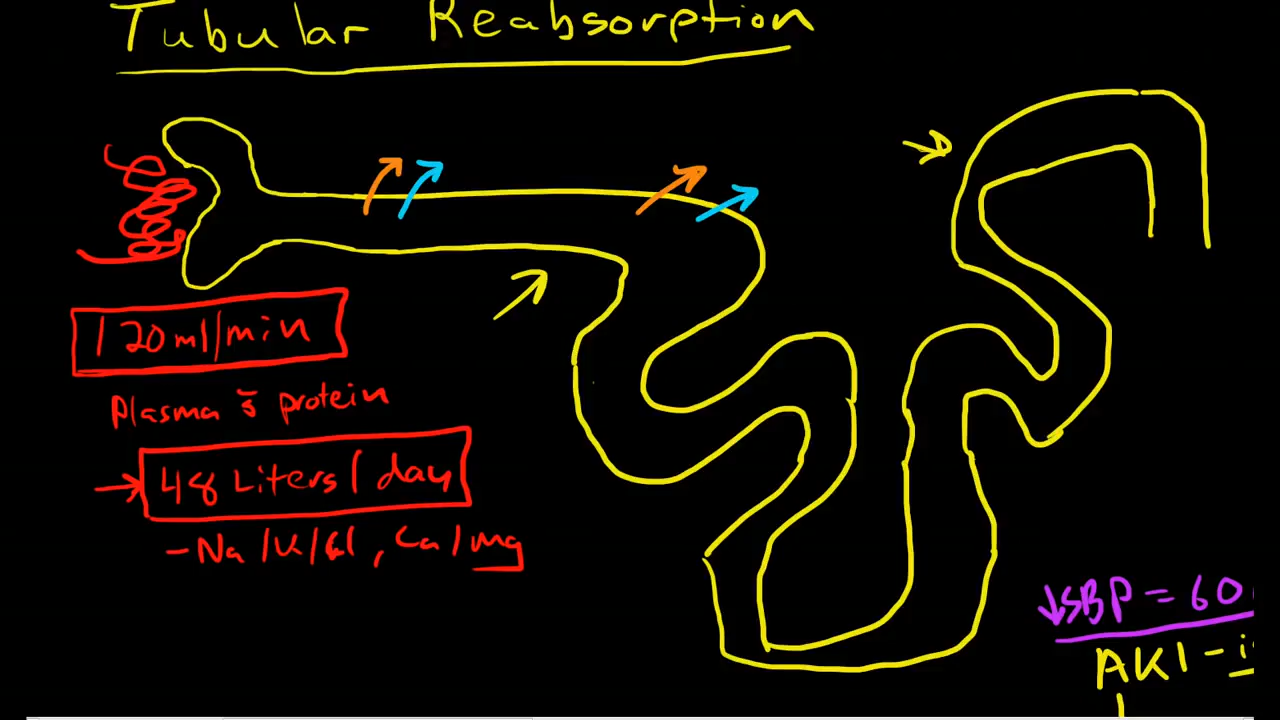 Tubular Reabsorption
120ml/min
Plasma s̄ protein
→ 48 Liters/day
- Na/K/Cl, Ca/mg
↓SBP = 60
AKI - i